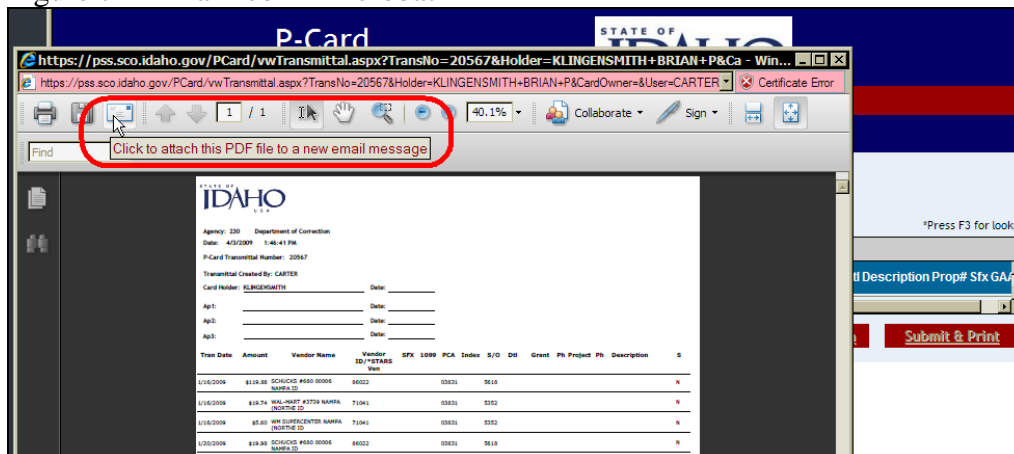 P-Card
STATE OF
IDAHO
https://pss.sco.idaho.gov/PCard/vwTransmittal.aspx?TransNo=20567&Holder=KLINGENSMITH+BRIAN+P&Ca - Win...
https://pss.sco.idaho.gov/PCard/vwTransmittal.aspx?TransNo=20567&Holder=KLINGENSMITH+BRIAN+P&CardOwner=&User=CARTER Certificate Error
1 / 1 40.1% Collaborate Sign
Find
Click to attach this PDF file to a new email message
STATE OF
IDAHO
USA
Agency: 230 Department of Correction
Date: 4/3/2009 1:46:41 PM
P-Card Transmittal Number: 20567
Transmittal Created By: CARTER
Card Holder: KLINGENSMITH Date:
Ap1: Date:
Ap2: Date:
Ap3: Date:
Tran Date Amount Vendor Name Vendor ID/*STARS Ven SFX 1099 PCA Index S/O Dtl Grant Ph Project Ph Description S
1/16/2009 $119.88 SCHUCKS #680 00006 86022 03831 5618 N
NAMPA ID
1/16/2009 $19.74 WAL-MART #3739 NAMPA 71041 03831 5352 N
(NORTHE ID
1/16/2009 $5.60 WM SUPERCENTER NAMPA 71041 03831 5352 N
(NORTHE ID
1/20/2009 $19.98 SCHUCKS #680 00006 86022 03831 5618 N
NAMPA ID
*Press F3 for look
tl Description Prop# Sfx GAA
Submit & Print